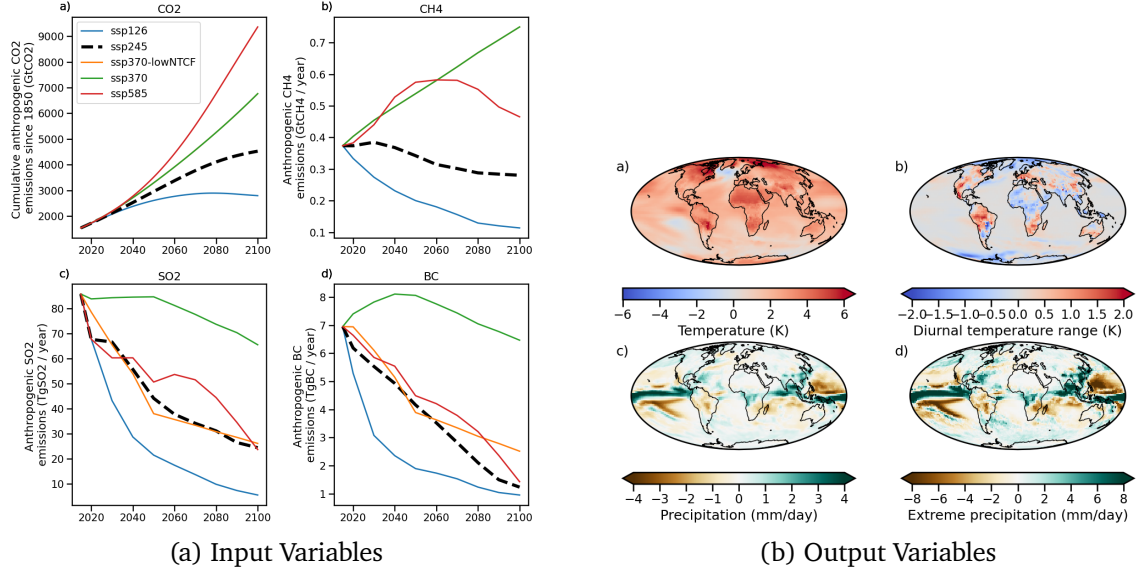 a)
CO2
ssp126
ssp245
ssp370-lowNTCF
ssp370
ssp585
Cumulative anthropogenic CO2
emissions since 1850 (GtCO2)
9000
8000
7000
6000
5000
4000
3000
2000
2020 2040 2060 2080 2100
b)
CH4
Anthropogenic CH4
emissions (GtCH4 / year)
0.7
0.6
0.5
0.4
0.3
0.2
0.1
2020 2040 2060 2080 2100
c)
SO2
Anthropogenic SO2
emissions (TgSO2 / year)
80
70
60
50
40
30
20
10
2020 2040 2060 2080 2100
d)
BC
Anthropogenic BC
emissions (TgBC / year)
8
7
6
5
4
3
2
1
2020 2040 2060 2080 2100
(a) Input Variables
a)
−6 −4 −2 0 2 4 6
Temperature (K)
b)
−2.0 −1.5 −1.0 −0.5 0.0 0.5 1.0 1.5 2.0
Diurnal temperature range (K)
c)
−4 −3 −2 −1 0 1 2 3 4
Precipitation (mm/day)
d)
−8 −6 −4 −2 0 2 4 6 8
Extreme precipitation (mm/day)
(b) Output Variables